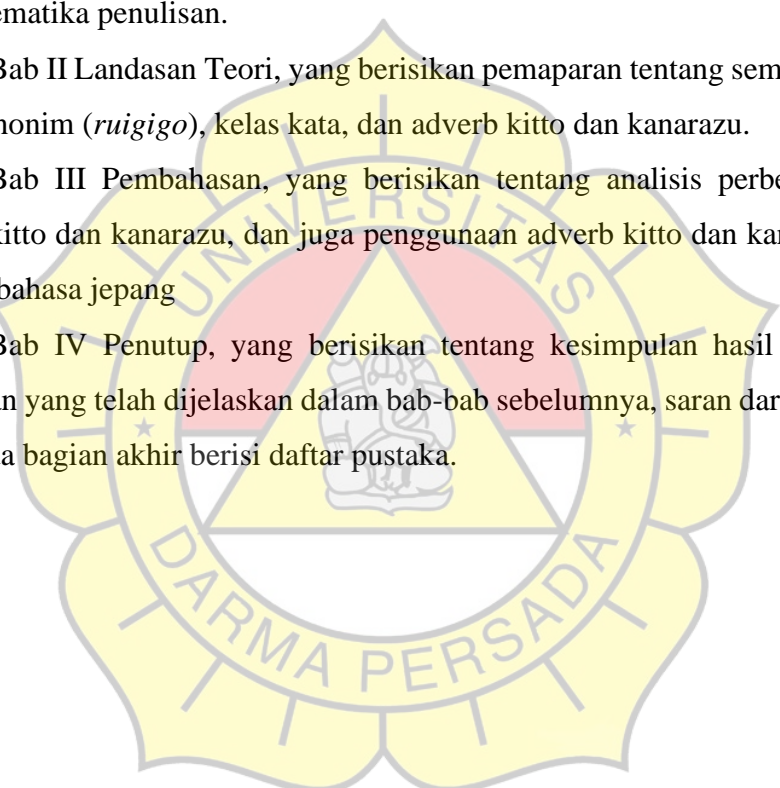 ematika penulisan.
Bab II Landasan Teori, yang berisikan pemaparan tentang sem
nonim (ruigigo), kelas kata, dan adverb kitto dan kanarazu.
Bab III Pembahasan, yang berisikan tentang analisis perbe
kitto dan kanarazu, dan juga penggunaan adverb kitto dan kar
bahasa jepang
Bab IV Penutup, yang berisikan tentang kesimpulan hasil
an yang telah dijelaskan dalam bab-bab sebelumnya, saran dar
a bagian akhir berisi daftar pustaka.
UNIVERSITAS
DARMA PERSADA